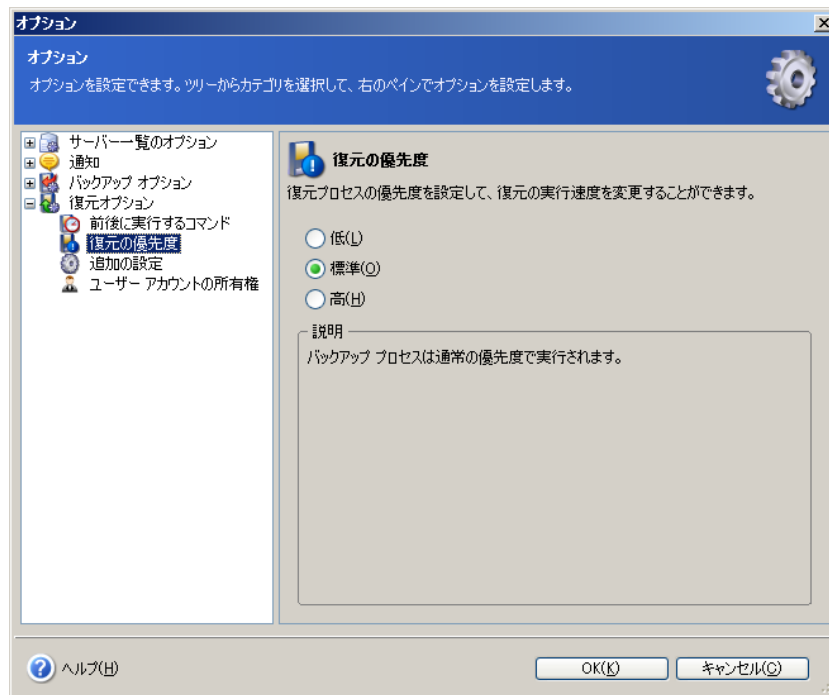 オプション
オプション
オプションを設定できます。ツリーからカテゴリを選択して、右のペインでオプションを設定します。
サーバー一覧のオプション
通知
バックアップ オプション
復元オプション
前後に実行するコマンド
復元の優先度
追加の設定
ユーザー アカウントの所有権
復元の優先度
復元プロセスの優先度を設定して、復元の実行速度を変更することができます。
低(L)
標準(O)
高(H)
説明
バックアップ プロセスは通常の優先度で実行されます。
ヘルプ(H)
OK(K)
キャンセル(C)